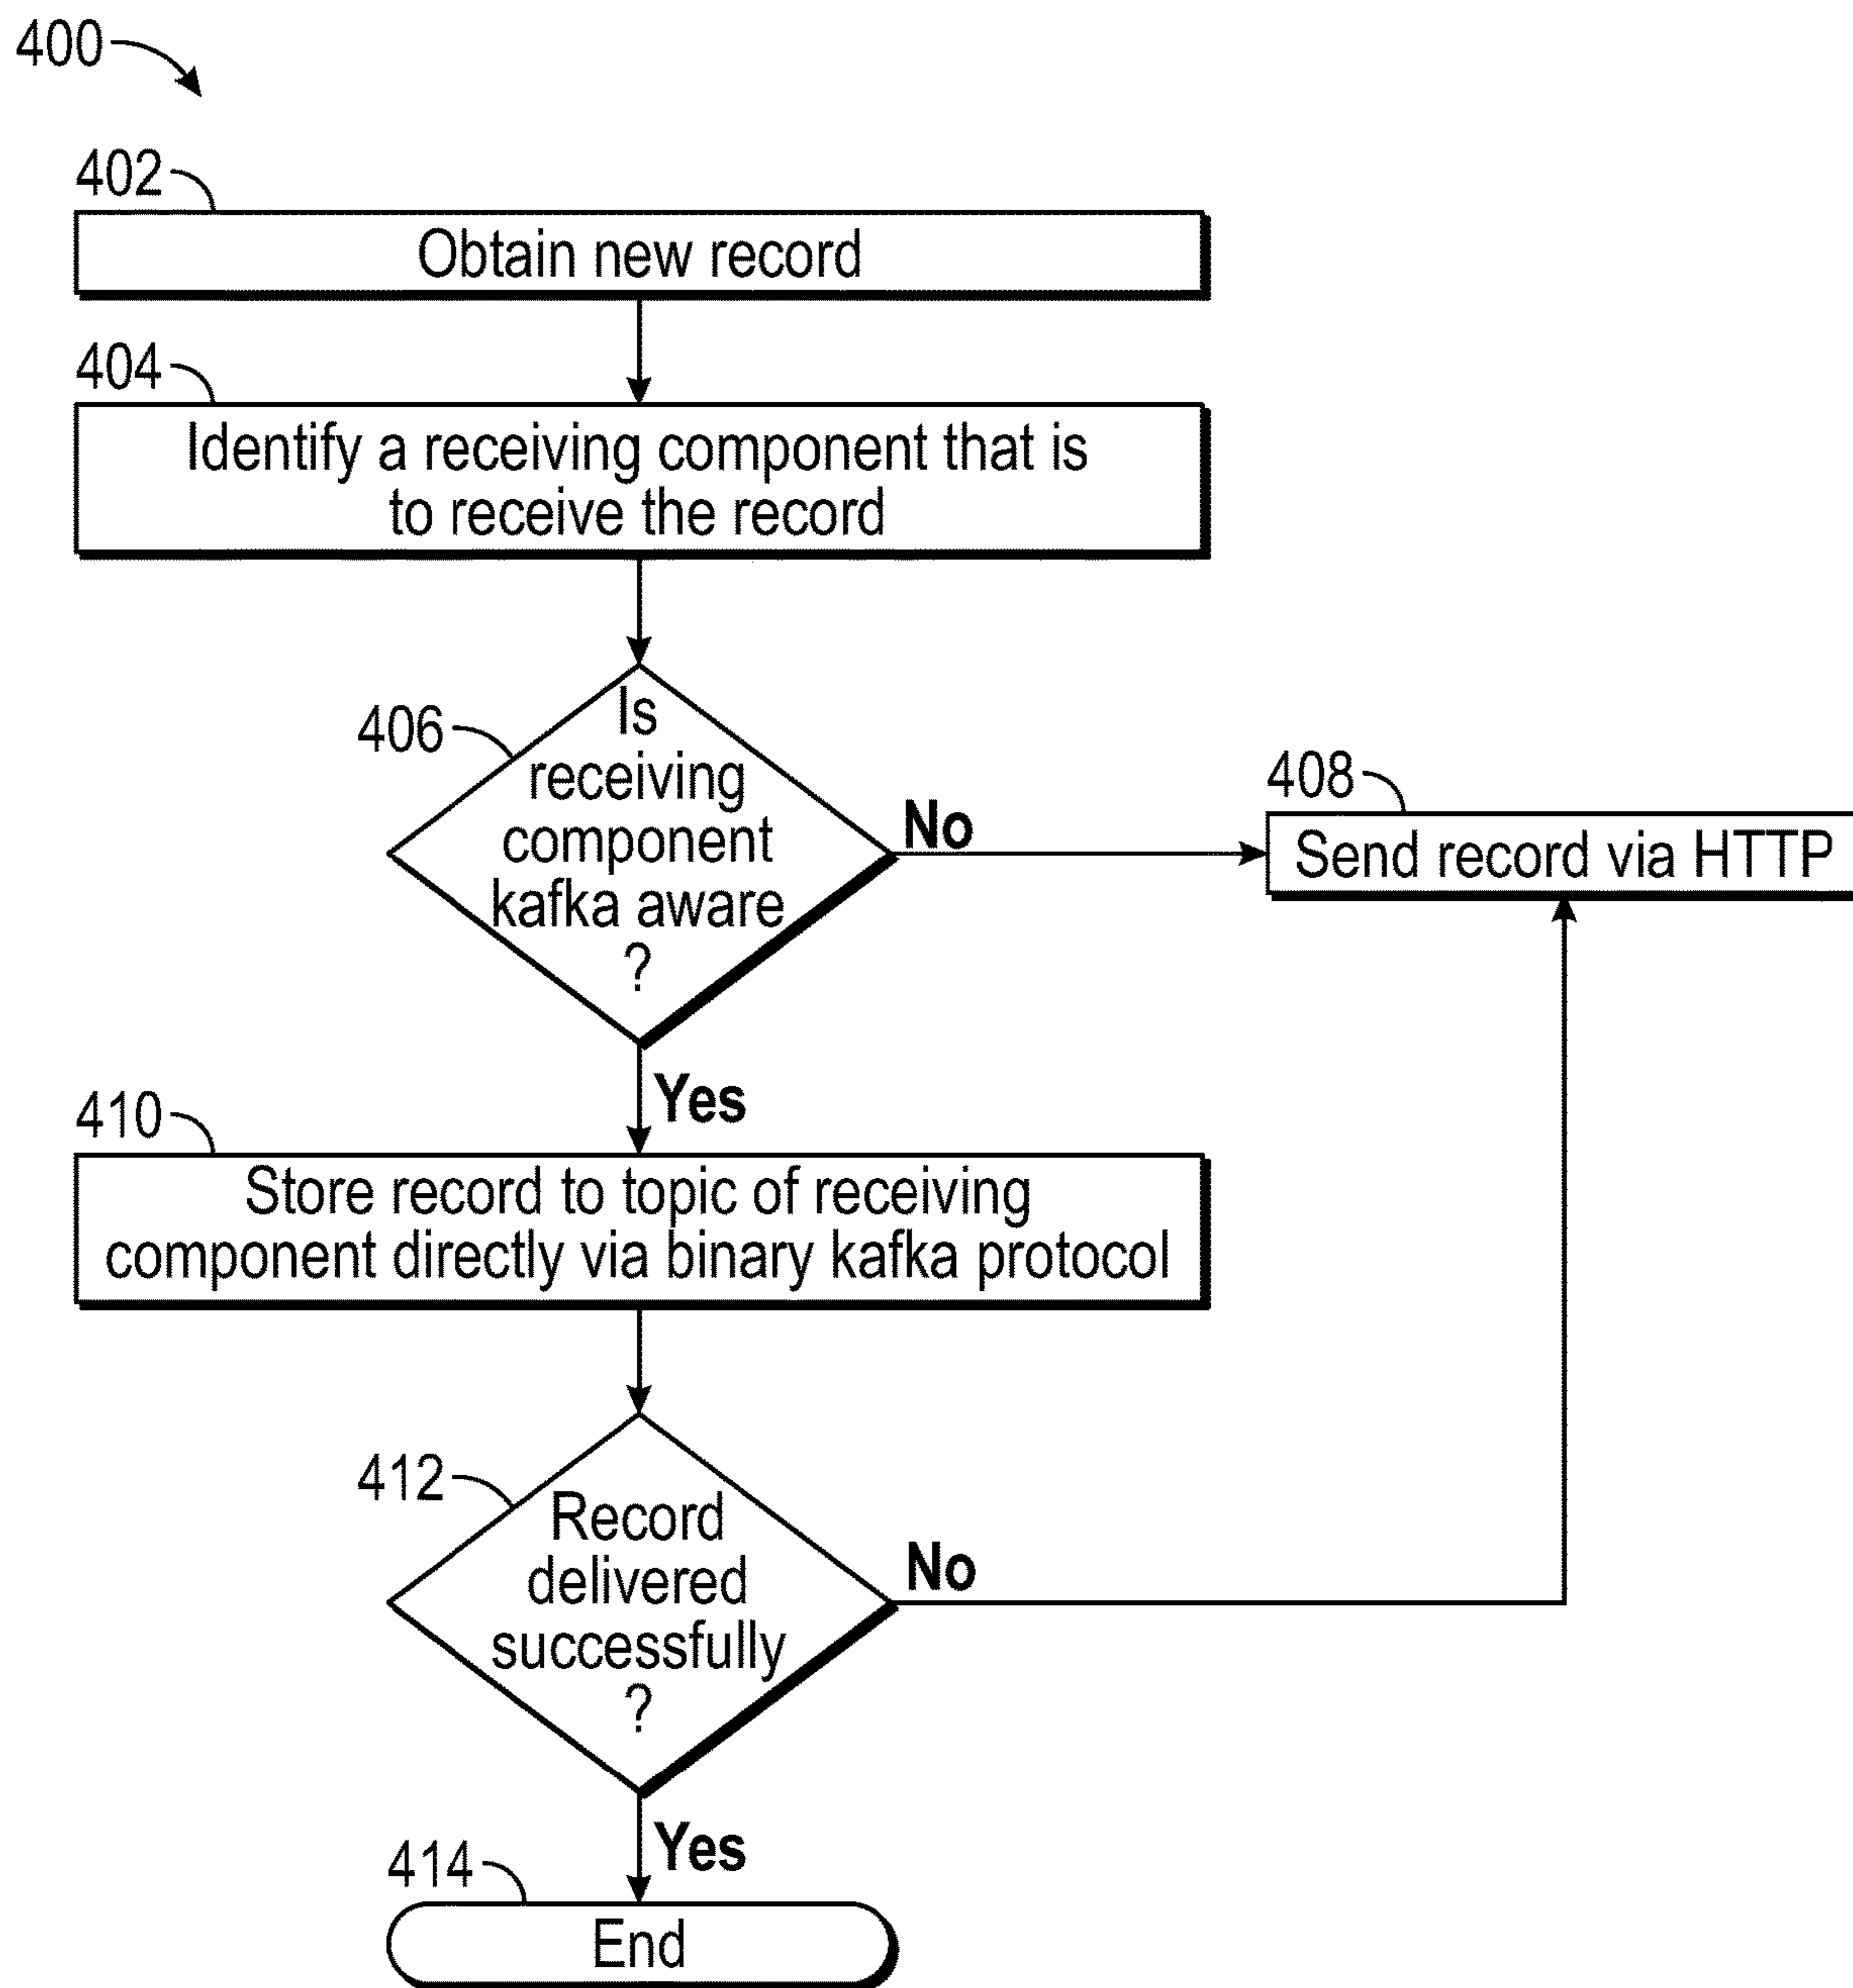 400
402
Obtain new record
404
Identify a receiving component that is
to receive the record
406
Is
receiving
component
kafka aware
?
No
408
Send record via HTTP
Yes
410
Store record to topic of receiving
component directly via binary kafka protocol
412
Record
delivered
successfully
?
No
Yes
414
End